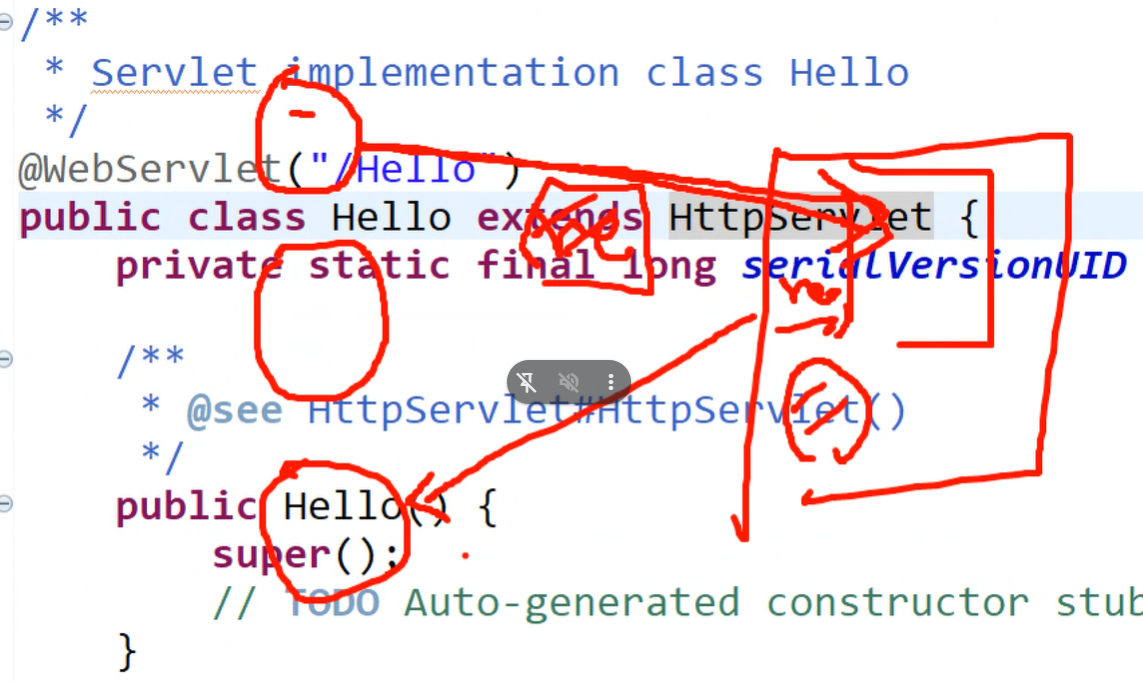 /**
* Servlet implementation class Hello
*/
@WebServlet("/Hello")
public class Hello extends HttpServlet {
private static final long serialVersionUID
/**
* @see HttpServlet#HttpServlet()
*/
public Hello() {
super();
// TODO Auto-generated constructor stub
}